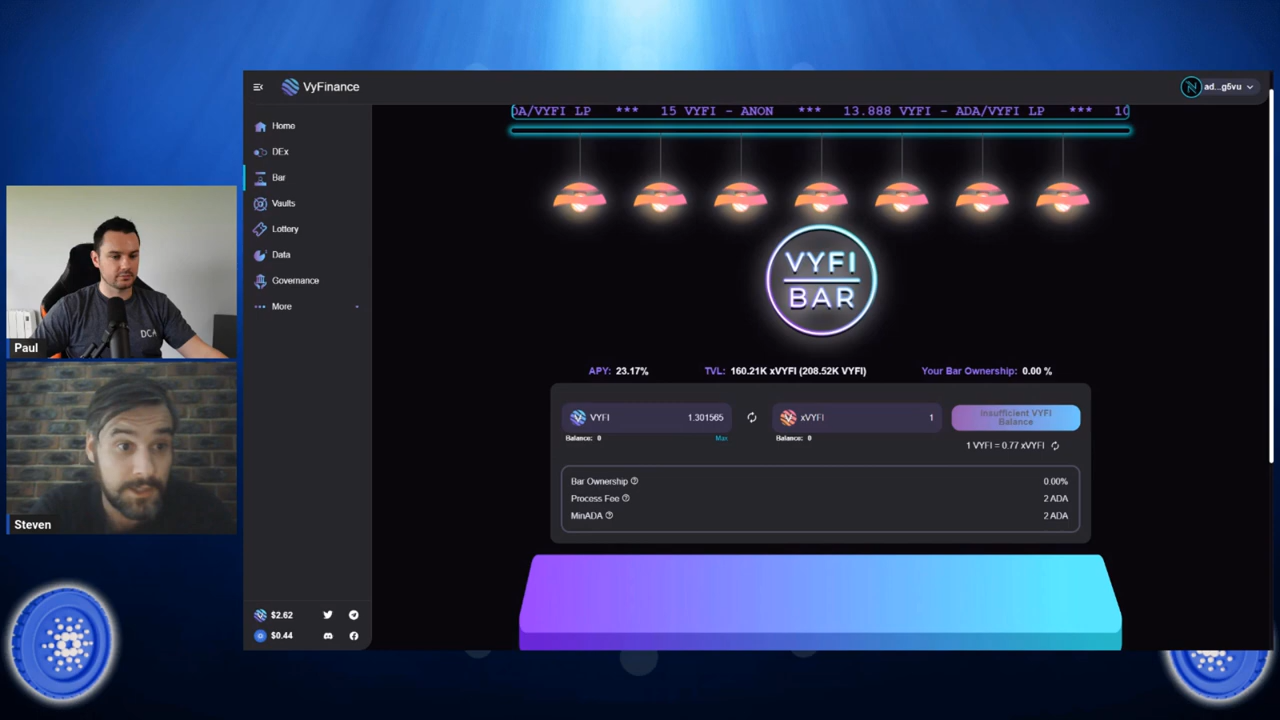 VyFinance
ad...g5vu
Home
DEx
Bar
Vaults
Lottery
Data
Governance
More
$2.62
$0.44
DA/VYFI LP *** 15 VYFI - ANON *** 13.888 VYFI - ADA/VYFI LP *** 10
VYFI
BAR
APY: 23.17% TVL: 160.21K xVYFI (208.52K VYFI) Your Bar Ownership: 0.00 %
VYFI 1.301565
Balance: 0 Max
xVYFI 1
Balance: 0
Insufficient VYFI
Balance
1 VYFI = 0.77 xVYFI
Bar Ownership 0.00%
Process Fee 2 ADA
MinADA 2 ADA
DCA
Paul
Steven